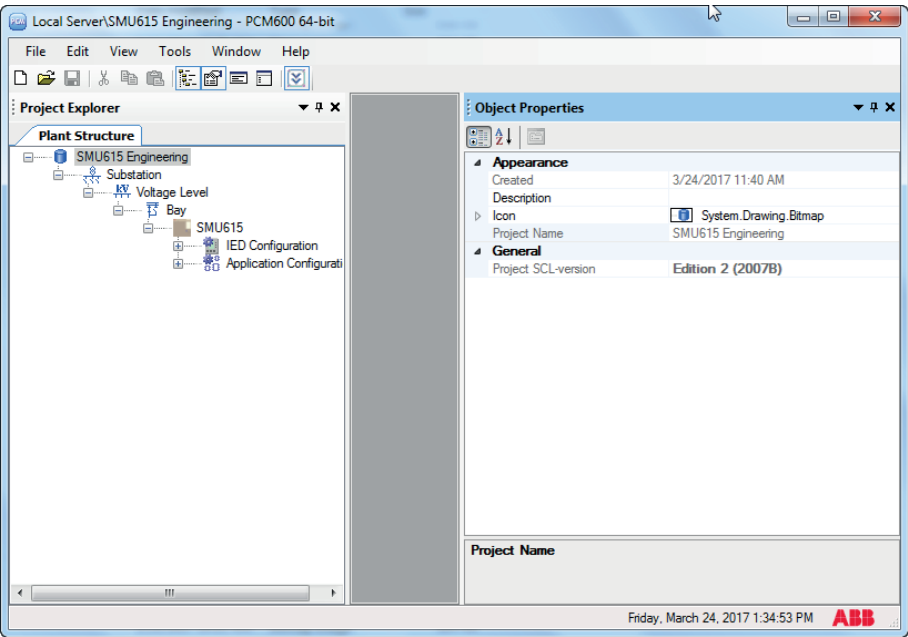 Local Server\SMU615 Engineering - PCM600 64-bit
File Edit View Tools Window Help
Project Explorer
Plant Structure
SMU615 Engineering
Substation
Voltage Level
Bay
SMU615
IED Configuration
Application Configurati
Object Properties
Appearance
Created 3/24/2017 11:40 AM
Description
Icon System.Drawing.Bitmap
Project Name SMU615 Engineering
General
Project SCL-version Edition 2 (2007B)
Project Name
Friday, March 24, 2017 1:34:53 PM ABB